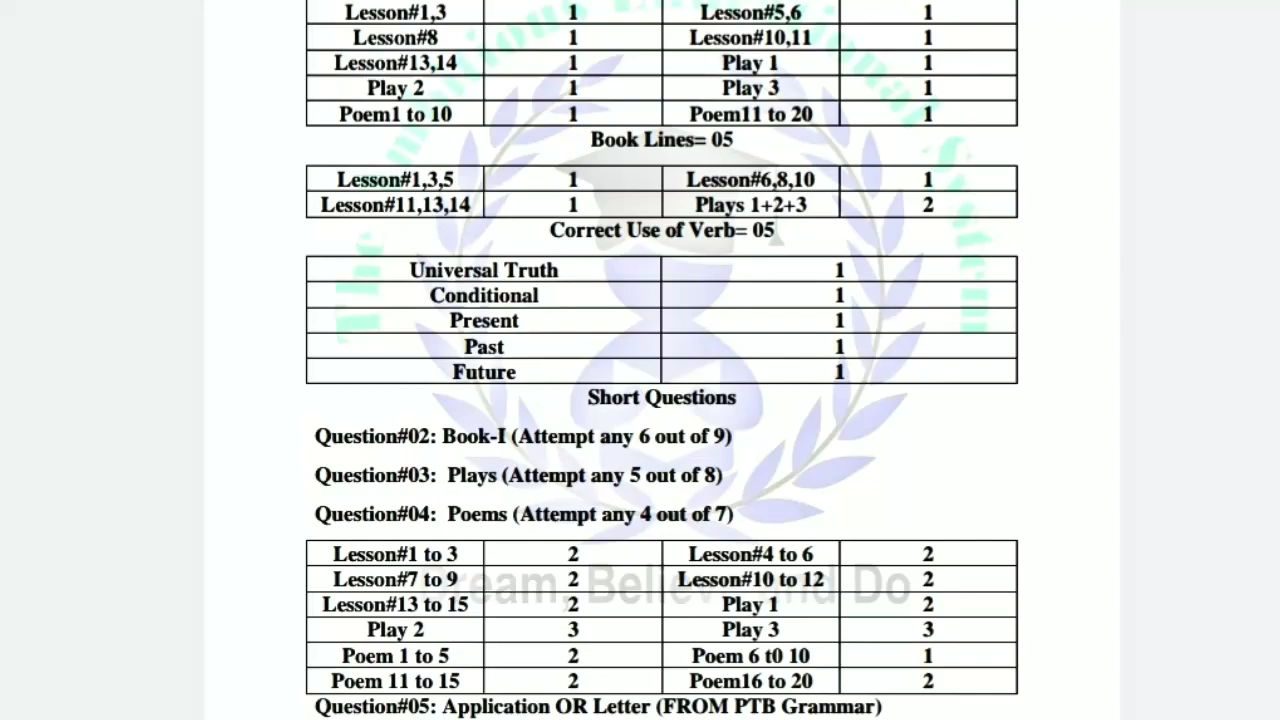 Lesson#1,3 1 Lesson#5,6 1
Lesson#8 1 Lesson#10,11 1
Lesson#13,14 1 Play 1 1
Play 2 1 Play 3 1
Poem1 to 10 1 Poem11 to 20 1
Book Lines= 05
Lesson#1,3,5 1 Lesson#6,8,10 1
Lesson#11,13,14 1 Plays 1+2+3 2
Correct Use of Verb= 05
Universal Truth 1
Conditional 1
Present 1
Past 1
Future 1
Short Questions
Question#02: Book-I (Attempt any 6 out of 9)
Question#03: Plays (Attempt any 5 out of 8)
Question#04: Poems (Attempt any 4 out of 7)
Lesson#1 to 3 2 Lesson#4 to 6 2
Lesson#7 to 9 2 Lesson#10 to 12 2
Lesson#13 to 15 2 Play 1 2
Play 2 3 Play 3 3
Poem 1 to 5 2 Poem 6 t0 10 1
Poem 11 to 15 2 Poem16 to 20 2
Question#05: Application OR Letter (FROM PTB Grammar)
The
System
Do